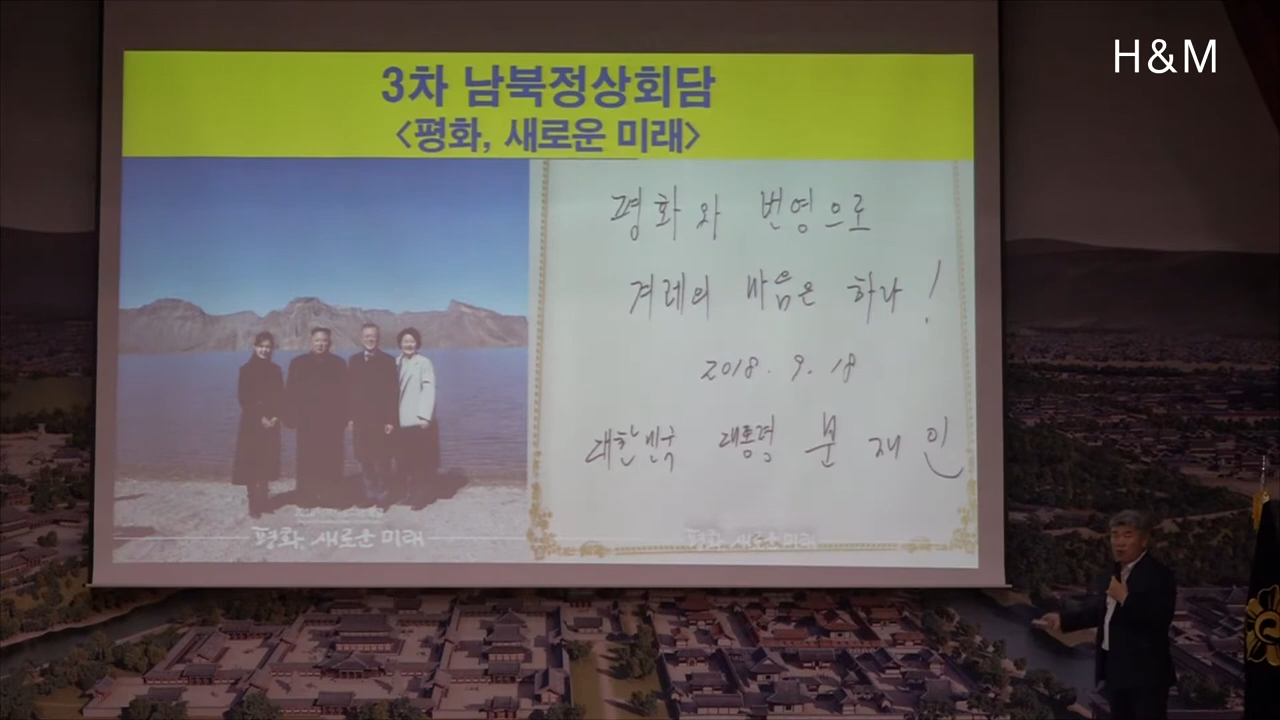 H&M
3차 남북정상회담
<평화, 새로운 미래>
평화와 번영으로
겨레의 마음은 하나!
2018. 9. 18
대한민국 대통령 문재인
평화, 새로운 미래
평화, 새로운 미래